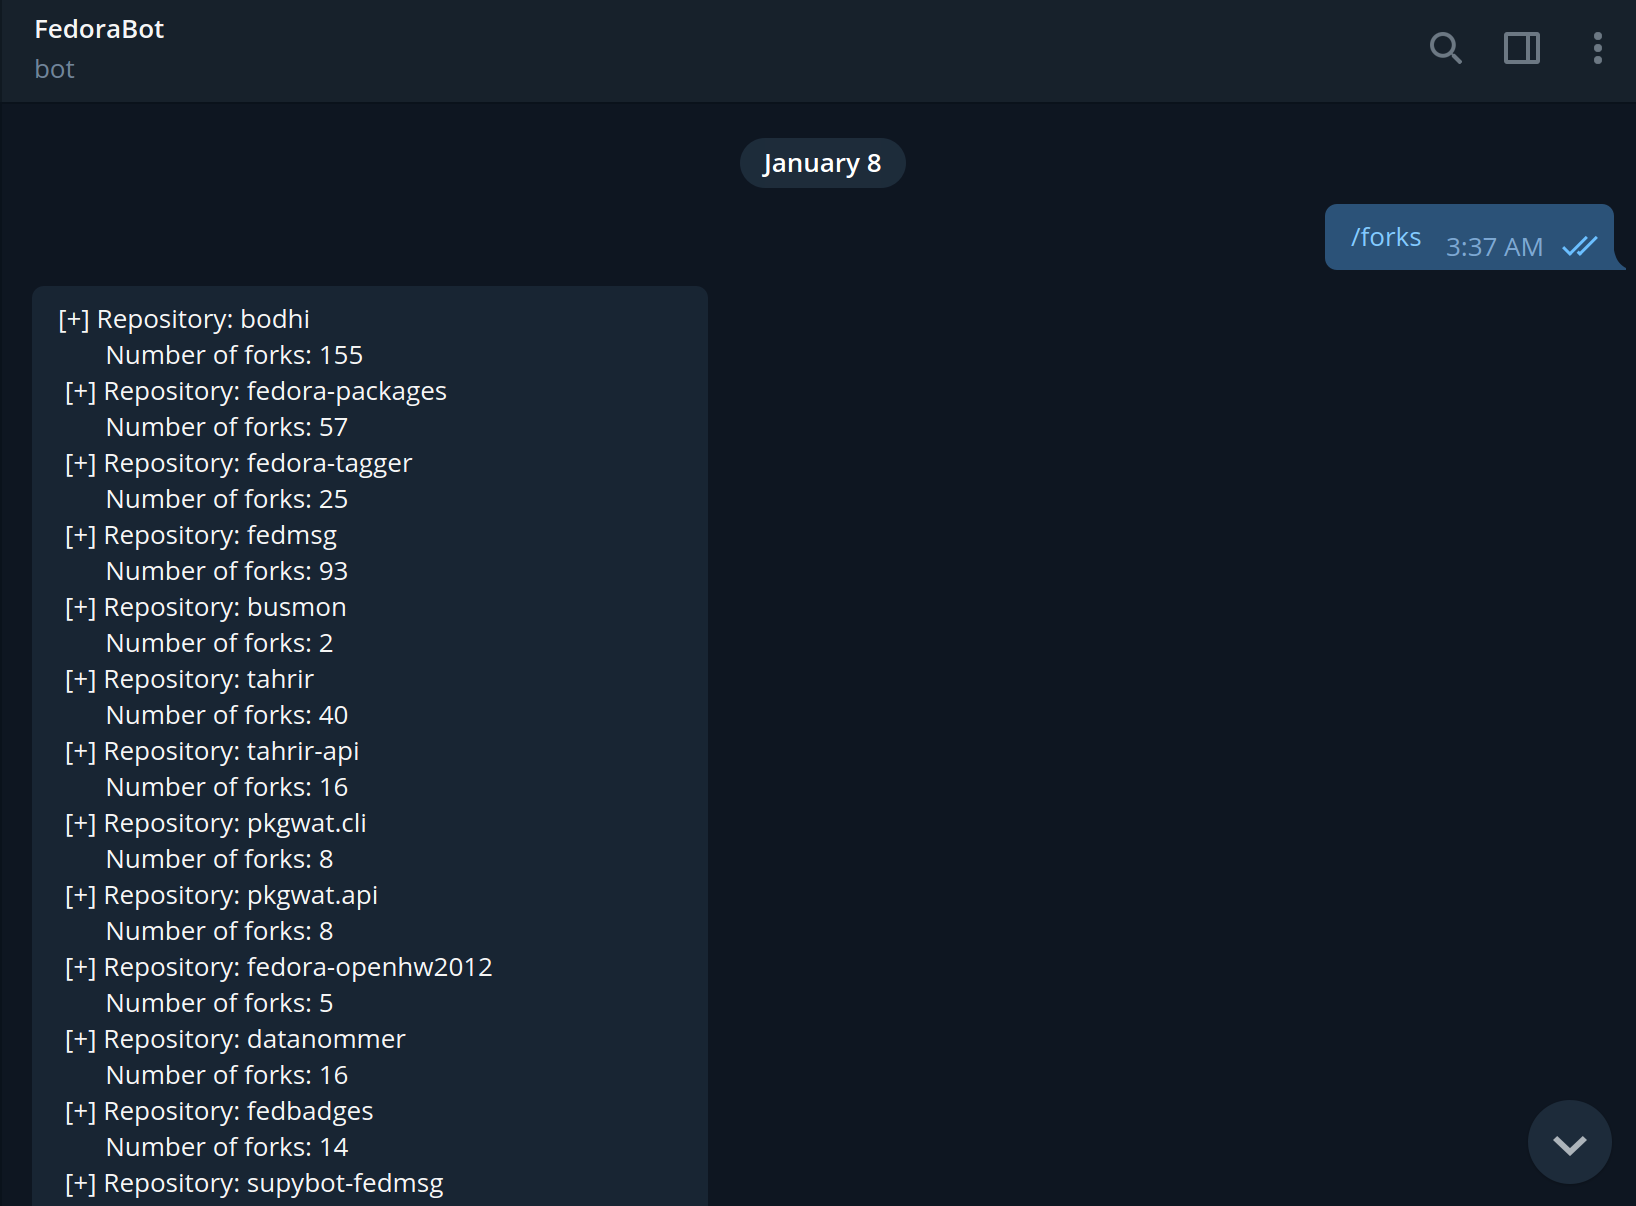 FedoraBot
bot
January 8
/forks 3:37 AM
[+] Repository: bodhi
Number of forks: 155
[+] Repository: fedora-packages
Number of forks: 57
[+] Repository: fedora-tagger
Number of forks: 25
[+] Repository: fedmsg
Number of forks: 93
[+] Repository: busmon
Number of forks: 2
[+] Repository: tahrir
Number of forks: 40
[+] Repository: tahrir-api
Number of forks: 16
[+] Repository: pkgwat.cli
Number of forks: 8
[+] Repository: pkgwat.api
Number of forks: 8
[+] Repository: fedora-openhw2012
Number of forks: 5
[+] Repository: datanommer
Number of forks: 16
[+] Repository: fedbadges
Number of forks: 14
[+] Repository: supybot-fedmsg